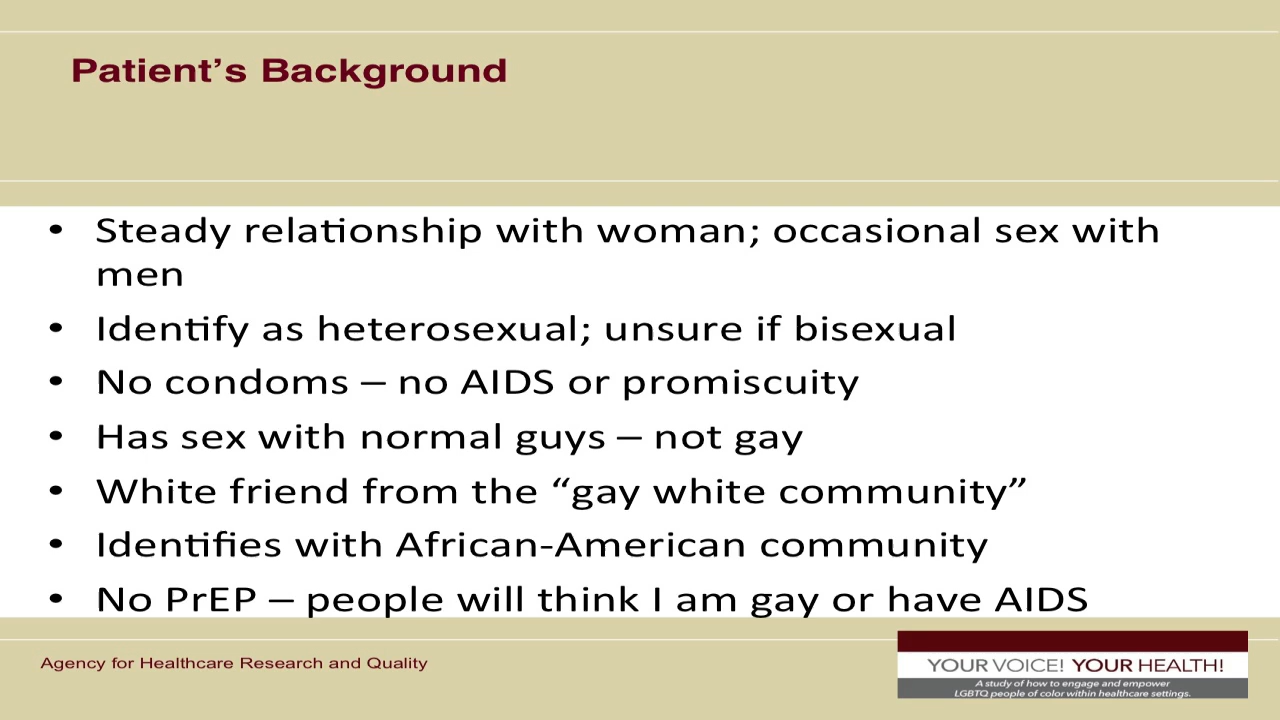 Patient’s Background
• Steady relationship with woman; occasional sex with
men
• Identify as heterosexual; unsure if bisexual
• No condoms – no AIDS or promiscuity
• Has sex with normal guys – not gay
• White friend from the “gay white community”
• Identifies with African-American community
• No PrEP – people will think I am gay or have AIDS
Agency for Healthcare Research and Quality
YOUR VOICE! YOUR HEALTH!
A study of how to engage and empower
LGBTQ people of color within healthcare settings.